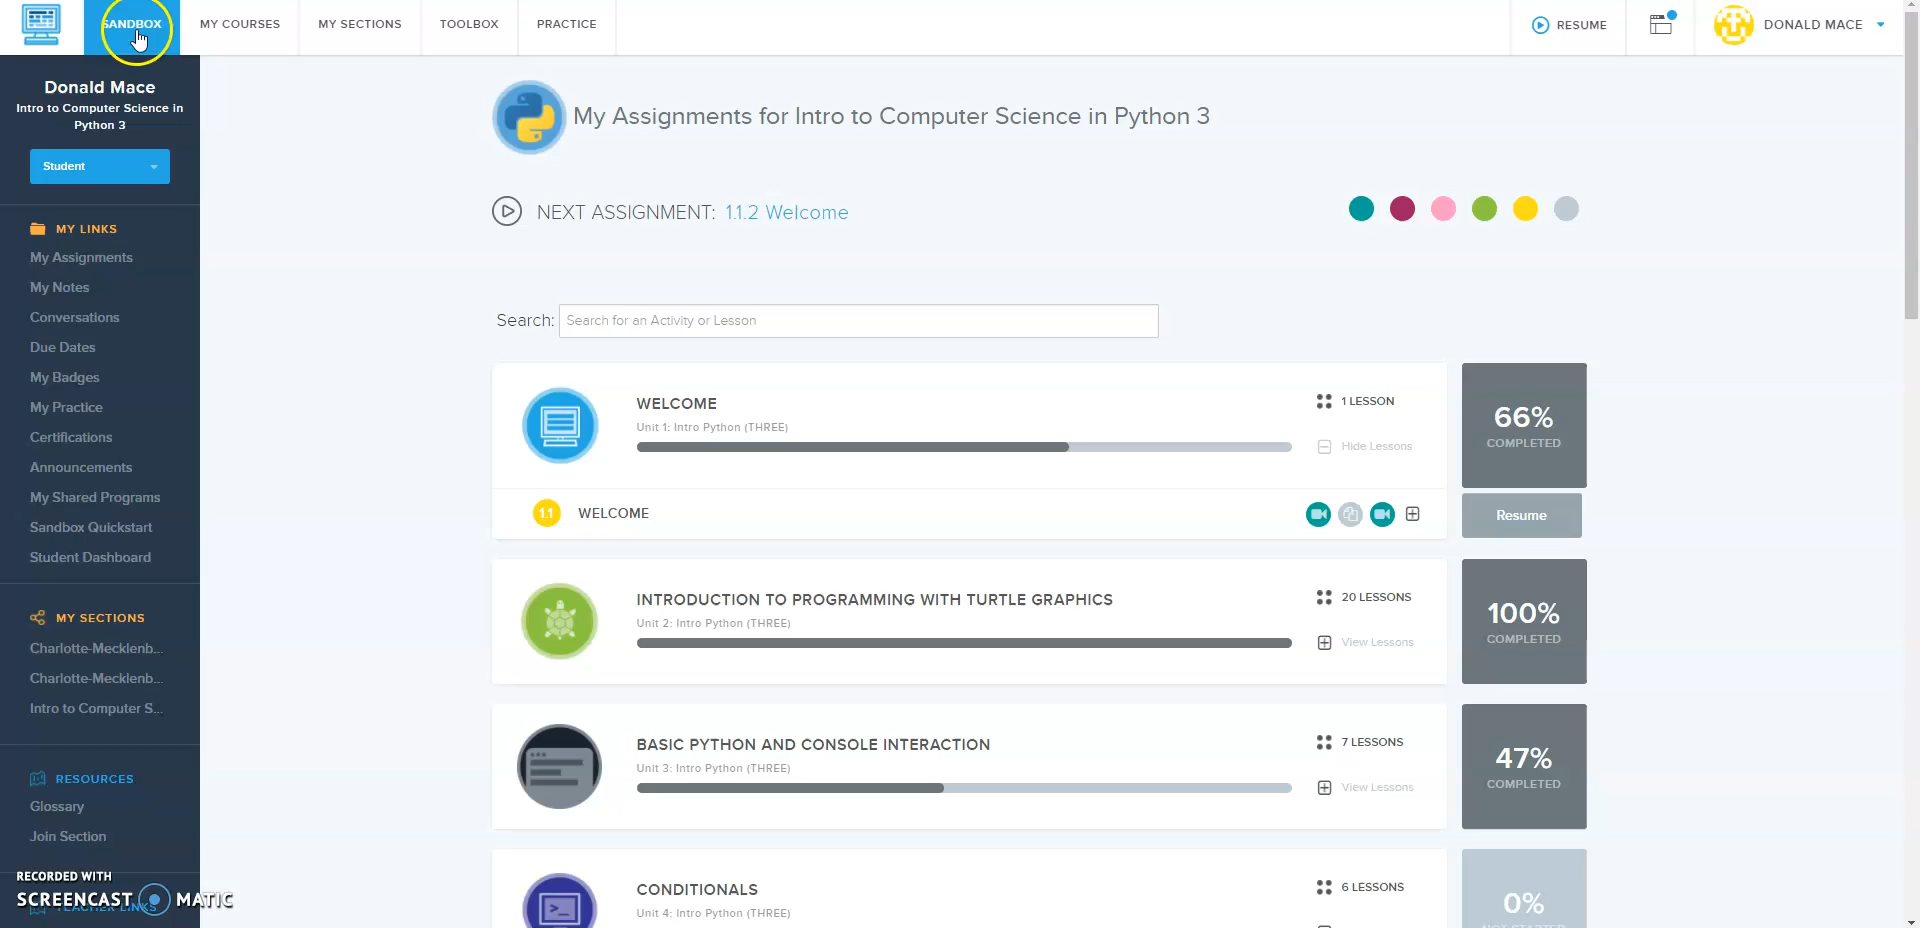 SANDBOX
MY COURSES
MY SECTIONS
TOOLBOX
PRACTICE
RESUME
DONALD MACE
Donald Mace
Intro to Computer Science in
Python 3
Student
MY LINKS
My Assignments
My Notes
Conversations
Due Dates
My Badges
My Practice
Certifications
Announcements
My Shared Programs
Sandbox Quickstart
Student Dashboard
MY SECTIONS
Charlotte-Mecklenb...
Charlotte-Mecklenb...
Intro to Computer S...
RESOURCES
Glossary
Join Section
TEACHER LINKS
RECORDED WITH
SCREENCAST MATIC
My Assignments for Intro to Computer Science in Python 3
NEXT ASSIGNMENT: 1.1.2 Welcome
Search: Search for an Activity or Lesson
WELCOME
Unit 1: Intro Python (THREE)
1 LESSON
Hide Lessons
66%
COMPLETED
1.1 WELCOME
Resume
INTRODUCTION TO PROGRAMMING WITH TURTLE GRAPHICS
Unit 2: Intro Python (THREE)
20 LESSONS
View Lessons
100%
COMPLETED
BASIC PYTHON AND CONSOLE INTERACTION
Unit 3: Intro Python (THREE)
7 LESSONS
View Lessons
47%
COMPLETED
CONDITIONALS
Unit 4: Intro Python (THREE)
6 LESSONS
0%
NOT STARTED